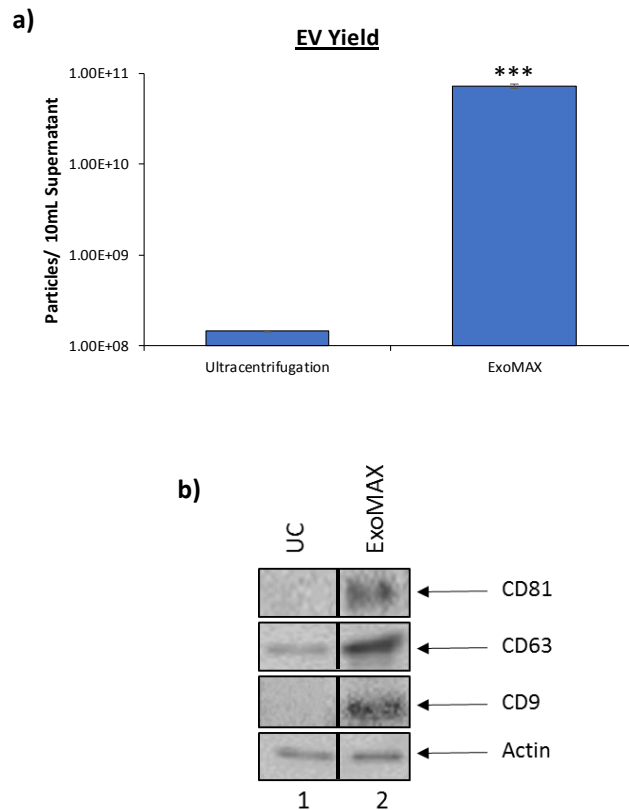 a)
EV Yield
***
1.00E+11
1.00E+10
1.00E+09
1.00E+08
Particles/ 10mL Supernatant
Ultracentrifugation
ExoMAX
b)
UC
ExoMAX
CD81
CD63
CD9
Actin
1
2